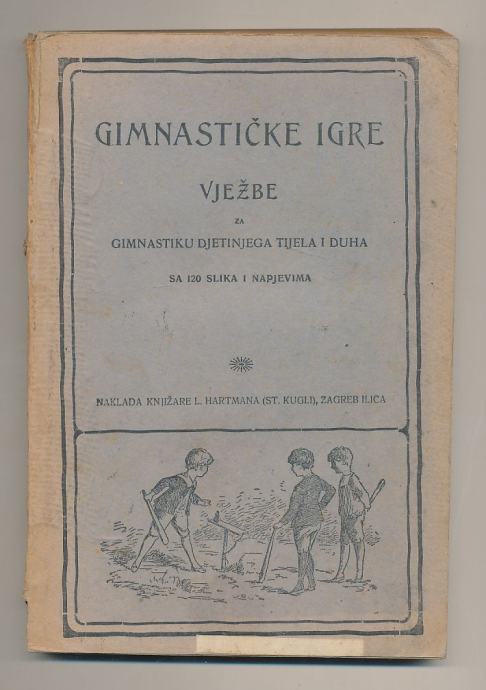 GIMNASTIČKE IGRE
VJEŽBE
ZA
GIMNASTIKU DJETINJEGA TIJELA I DUHA
SA 120 SLIKA I NAPJEVIMA
NAKLADA KNJIŽARE L. HARTMANA (ST. KUGLI), ZAGREB ILICA